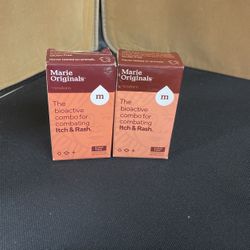 Marie
Originals
The
bioactive
combo for
combating
Itch & Rash.
m
Marie
Originals
The
bioactive
combo for
combating
Itch & Rash.
m